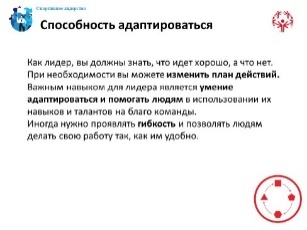 Спортивное лидерство
Способность адаптироваться
Как лидер, вы должны знать, что идет хорошо, а что нет.
При необходимости вы можете изменить план действий.
Важным навыком для лидера является умение
адаптироваться и помогать людям в использовании их
навыков и талантов на благо команды.
Иногда нужно проявлять гибкость и позволять людям
делать свою работу так, как им удобно.